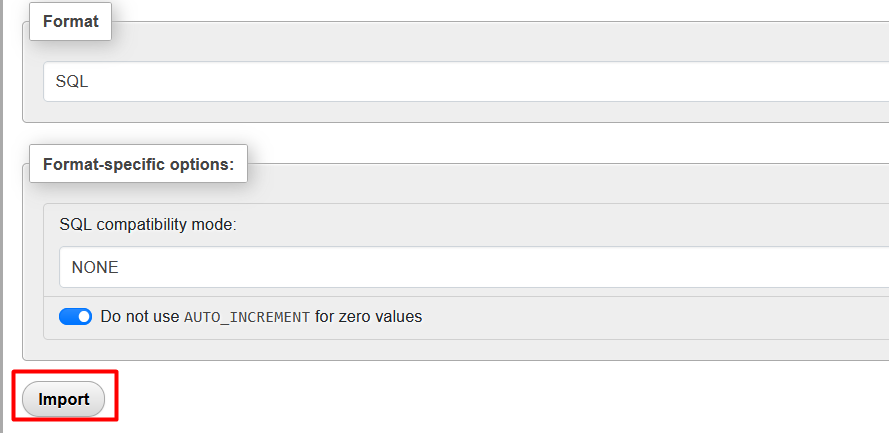 Format
SQL
Format-specific options:
SQL compatibility mode:
NONE
Do not use AUTO_INCREMENT for zero values
Import